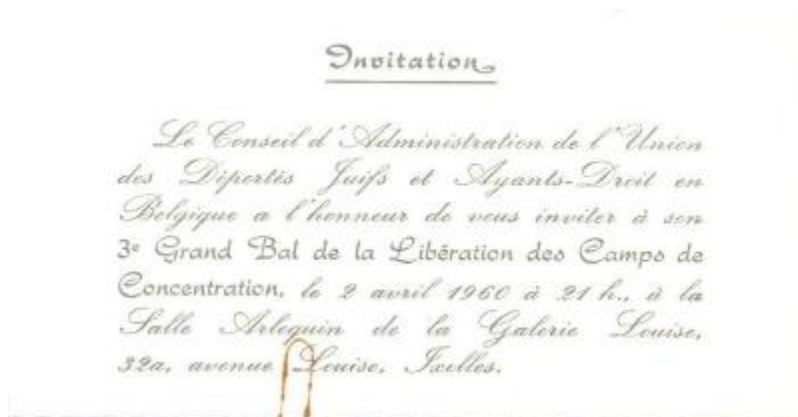 Invitation
Le Conseil d'Administration de l'Union
des Déportés Juifs et Ayants-Droit en
Belgique a l'honneur de vous inviter à son
3e Grand Bal de la Libération des Camps de
Concentration, le 2 avril 1960 à 21 h., à la
Salle Arlequin de la Galerie Louise,
32a, avenue Louise, Ixelles.